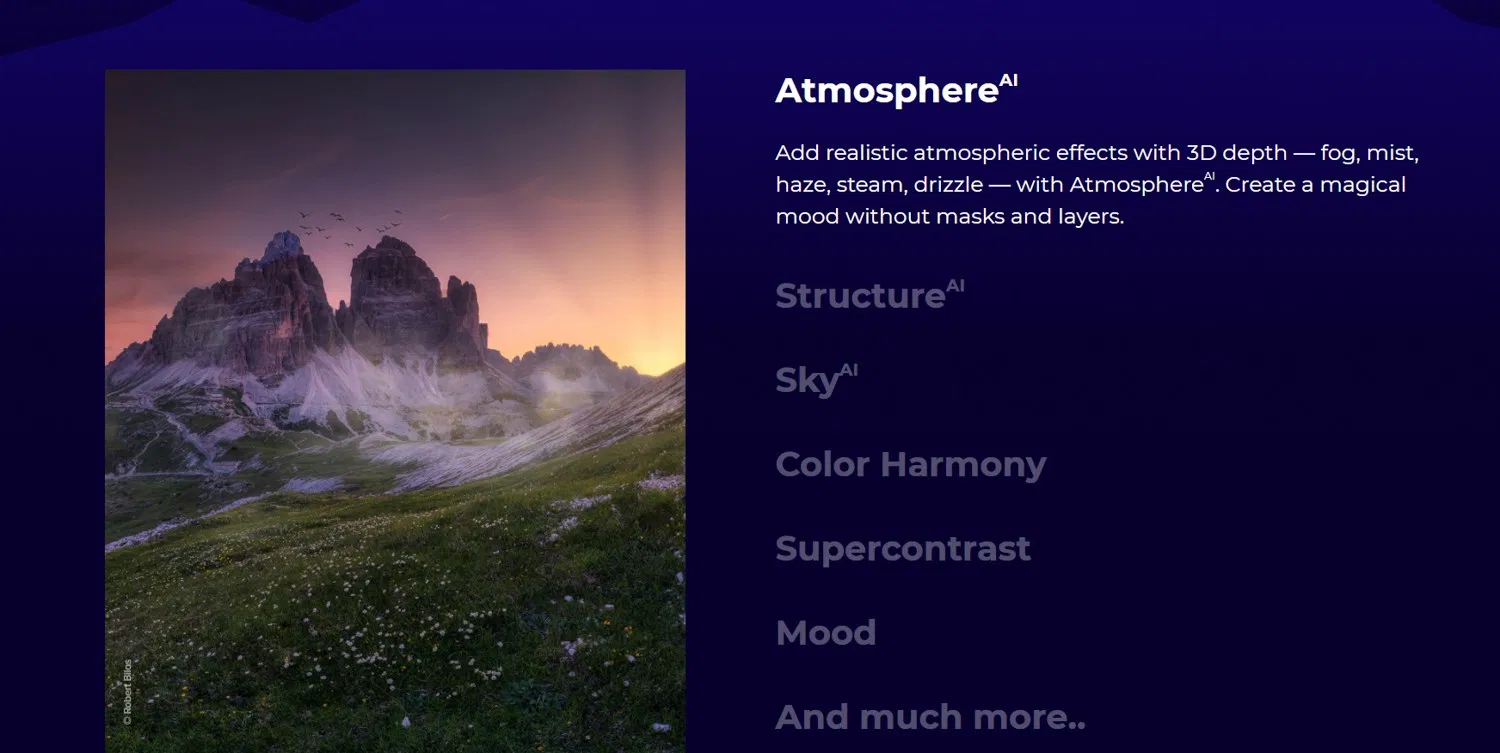 Atmosphere^AI
Add realistic atmospheric effects with 3D depth — fog, mist,
haze, steam, drizzle — with Atmosphere^AI. Create a magical
mood without masks and layers.
Structure^AI
Sky^AI
Color Harmony
Supercontrast
Mood
And much more..
© Robert Bilos